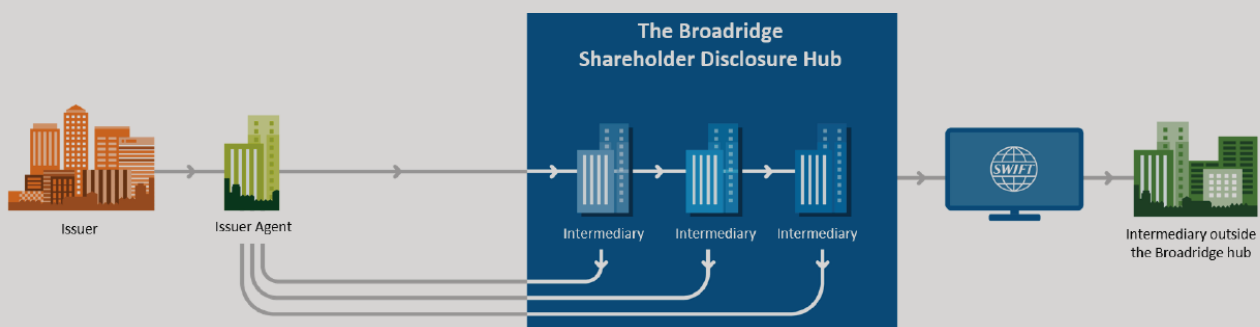 The Broadridge
Shareholder Disclosure Hub
Issuer
Issuer Agent
Intermediary
Intermediary
Intermediary
SWIFT
Intermediary outside
the Broadridge hub